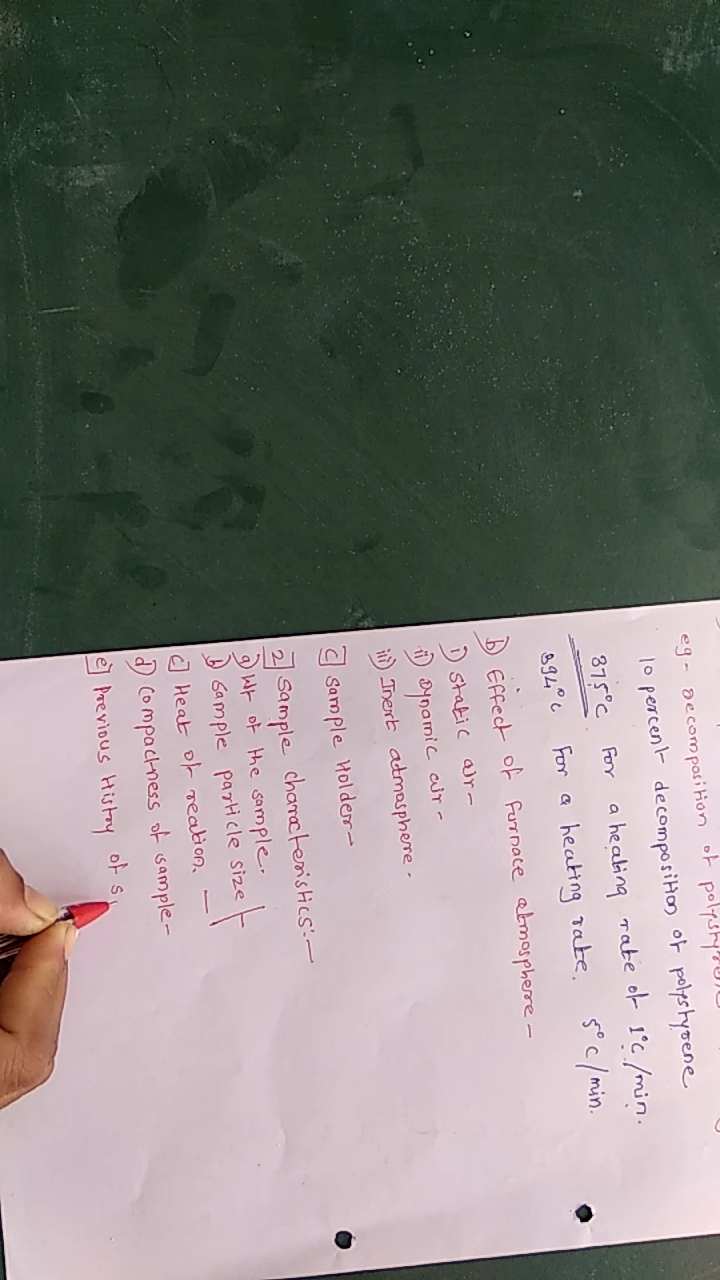 eg- decomposition of polystyrene
10 percent decomposition of polystyrene
375°C for a heating rate of 1°C/min.
394°C for a heating rate. 5°C/min.
b) Effect of furnace atmosphere-
i) static air-
ii) Dynamic air-
iii) Inert atmosphere.
c] Sample Holder-
2] Sample characteristics:-
a) Wt of the sample.
b) Sample particle size
c] Heat of reation. -
d) Compactness of sample-
e] Previous Histry of s